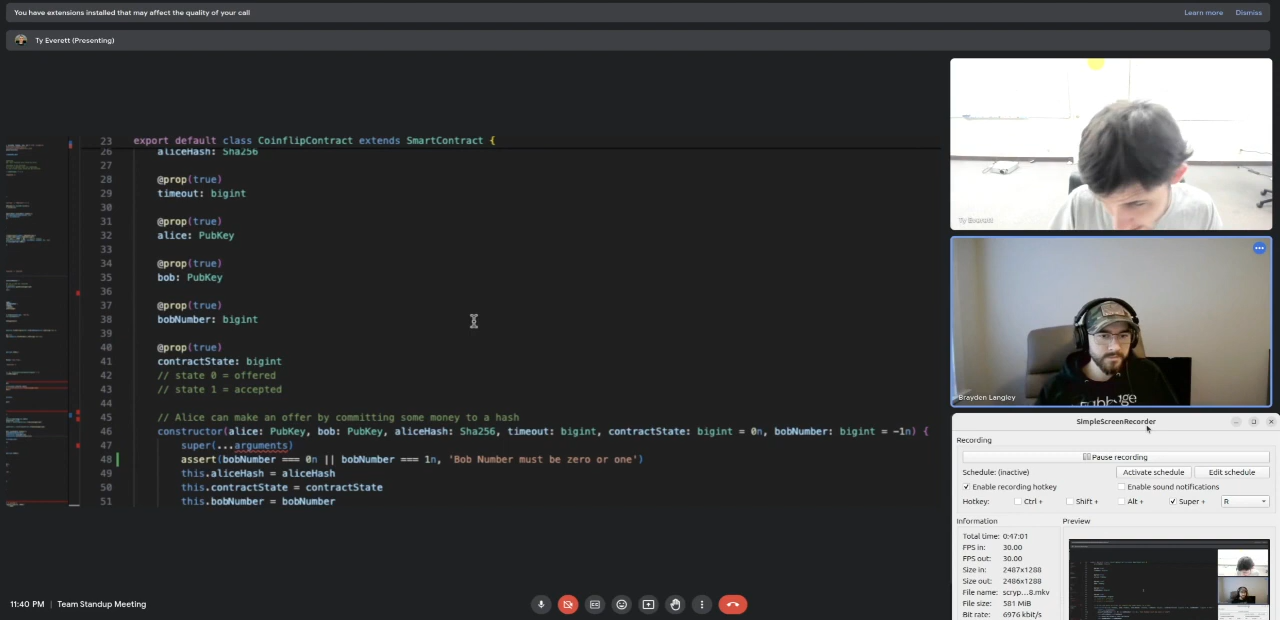 You have extensions installed that may affect the quality of your call
Learn more
Dismiss
Ty Everett (Presenting)
23 export default class CoinflipContract extends SmartContract {
26 aliceHash: Sha256
27
28 @prop(true)
29 timeout: bigint
30
31 @prop(true)
32 alice: PubKey
33
34 @prop(true)
35 bob: PubKey
36
37 @prop(true)
38 bobNumber: bigint
39
40 @prop(true)
41 contractState: bigint
42 // state 0 = offered
43 // state 1 = accepted
44
45 // Alice can make an offer by committing some money to a hash
46 constructor(alice: PubKey, bob: PubKey, aliceHash: Sha256, timeout: bigint, contractState: bigint = 0n, bobNumber: bigint = -1n) {
47 super(...arguments)
48 assert(bobNumber === 0n || bobNumber === 1n, 'Bob Number must be zero or one')
49 this.aliceHash = aliceHash
50 this.contractState = contractState
51 this.bobNumber = bobNumber
Ty Everett
Brayden Langley
SimpleScreenRecorder
Recording
Pause recording
Schedule: (inactive)
Activate schedule
Edit schedule
Enable recording hotkey
Enable sound notifications
Hotkey:
Ctrl +
Shift +
Alt +
Super +
R
Information
Preview
Total time: 0:47:01
FPS in: 30.00
FPS out: 30.00
Size in: 2487x1288
Size out: 2486x1288
File name: scryp...8.mkv
File size: 581 MiB
Bit rate: 6976 kbit/s
11:40 PM | Team Standup Meeting